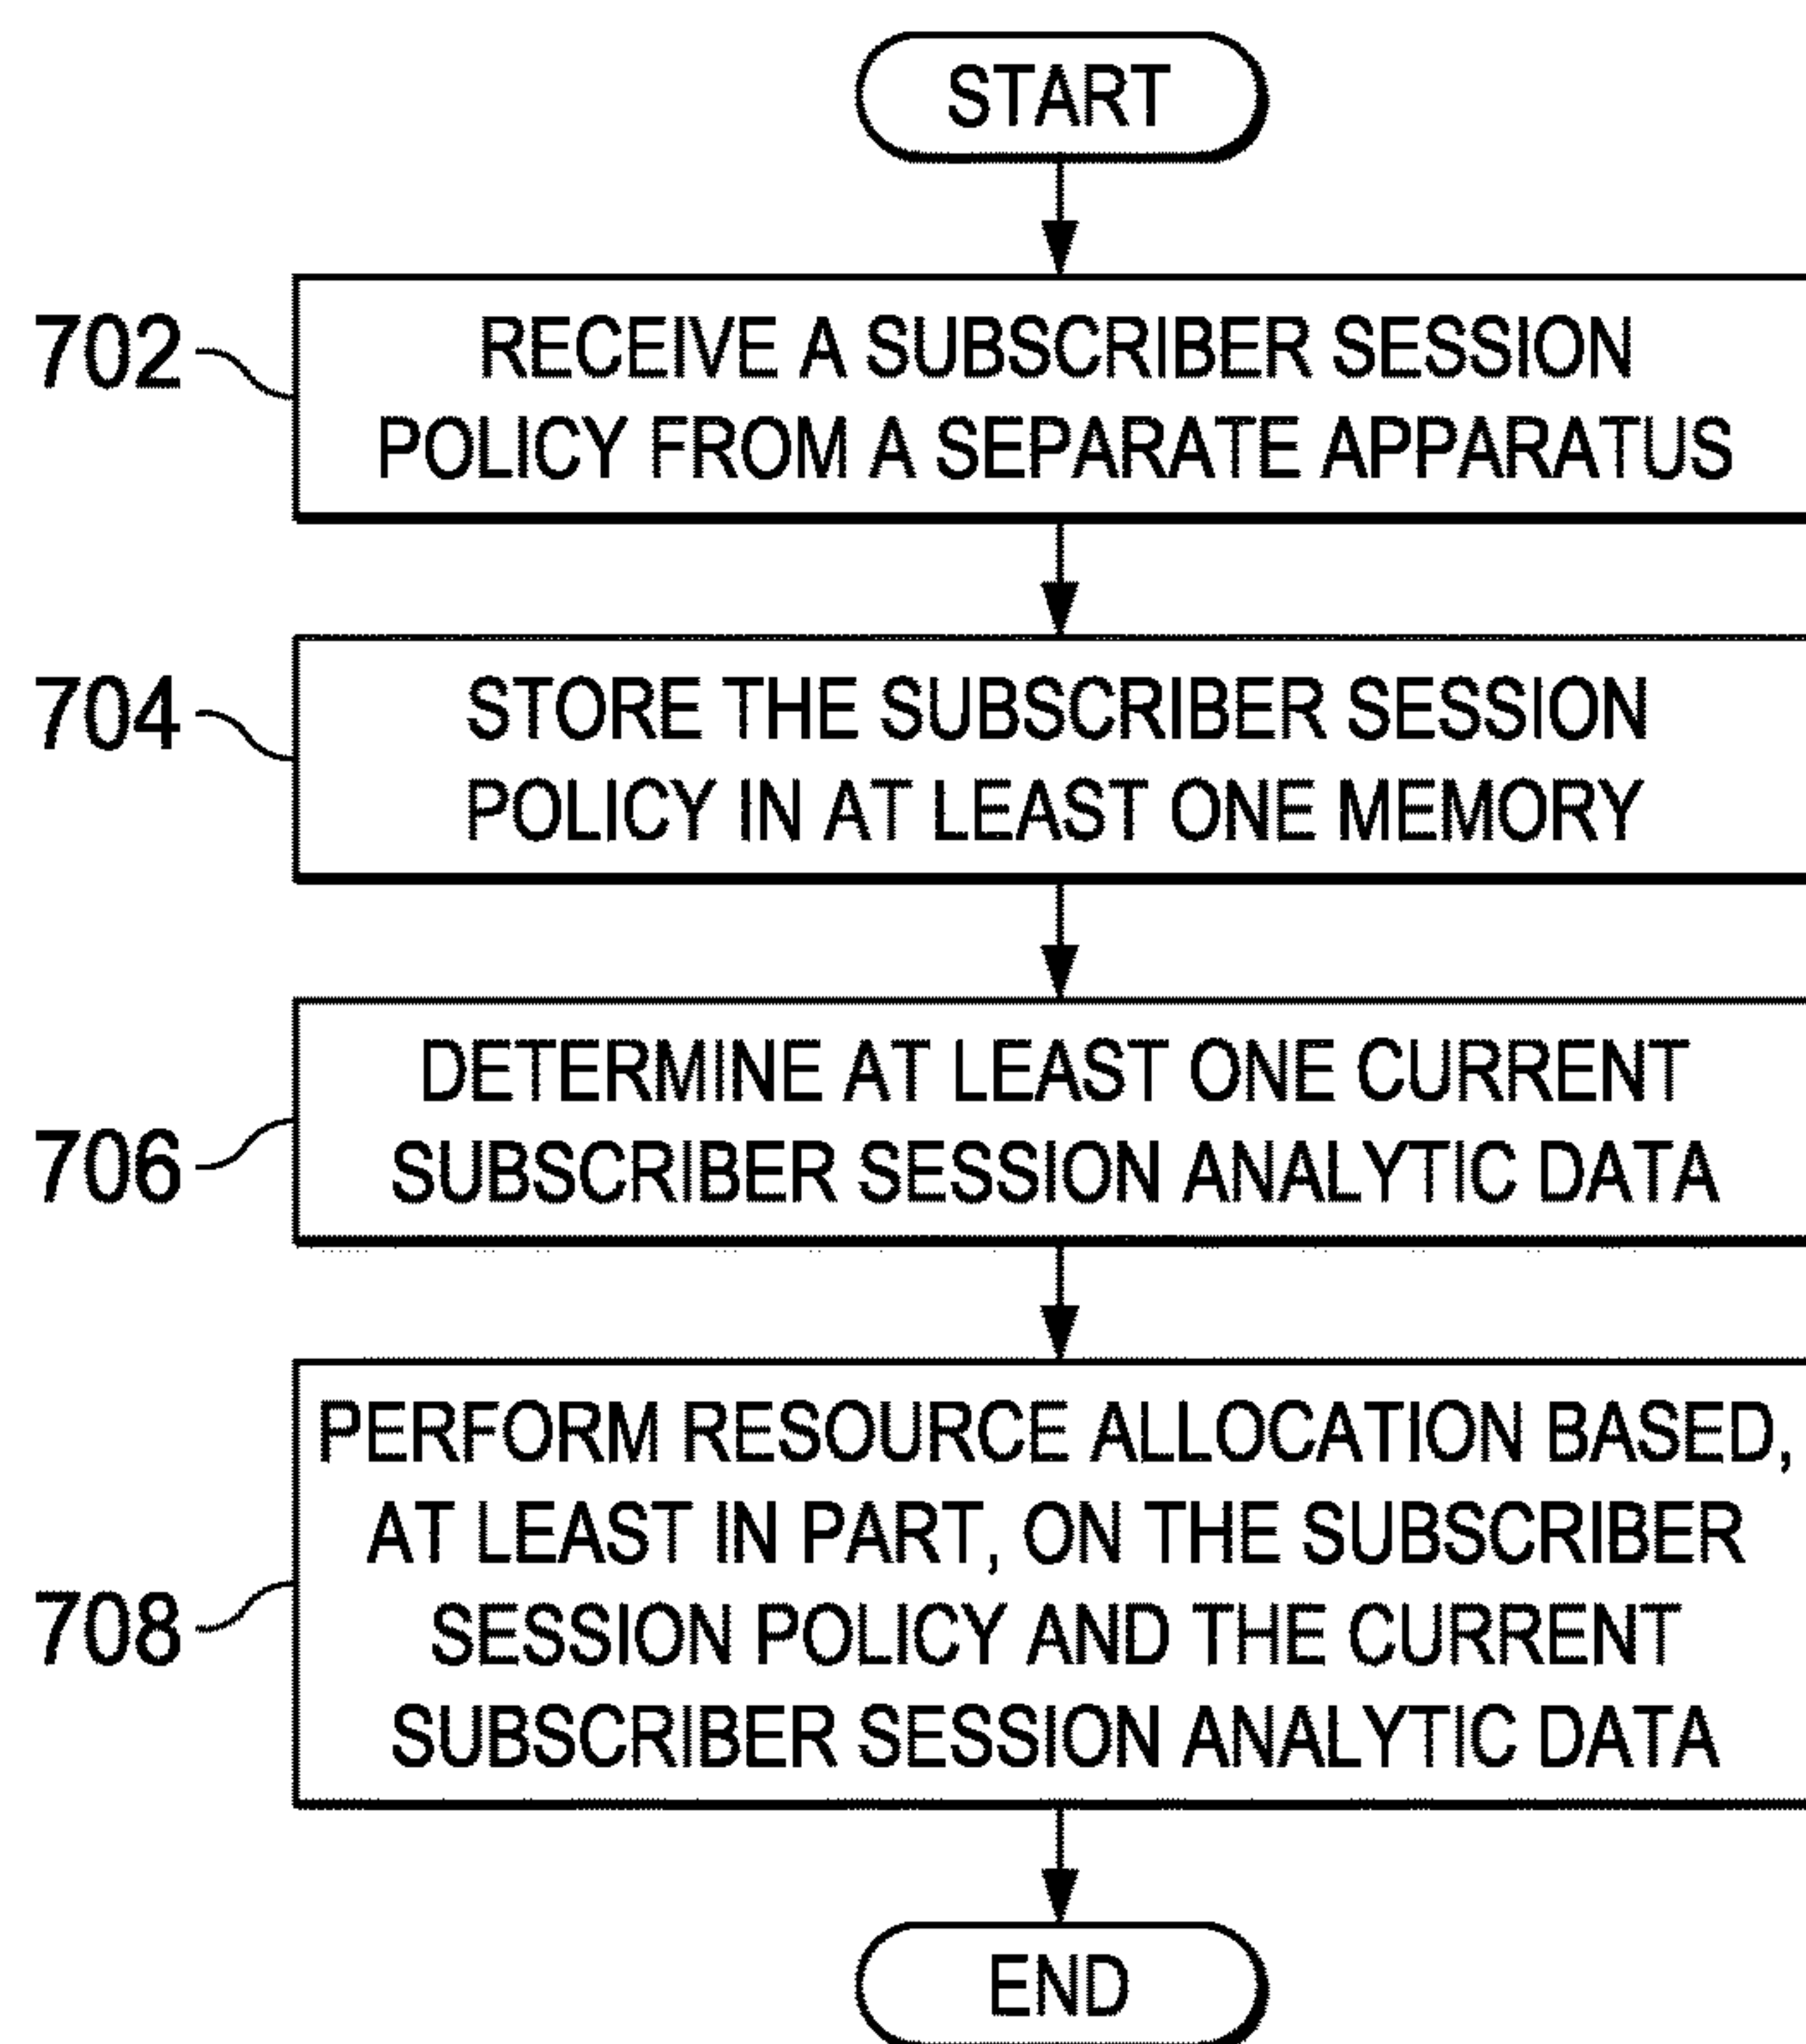 START
702
RECEIVE A SUBSCRIBER SESSION
POLICY FROM A SEPARATE APPARATUS
704
STORE THE SUBSCRIBER SESSION
POLICY IN AT LEAST ONE MEMORY
706
DETERMINE AT LEAST ONE CURRENT
SUBSCRIBER SESSION ANALYTIC DATA
708
PERFORM RESOURCE ALLOCATION BASED,
AT LEAST IN PART, ON THE SUBSCRIBER
SESSION POLICY AND THE CURRENT
SUBSCRIBER SESSION ANALYTIC DATA
END